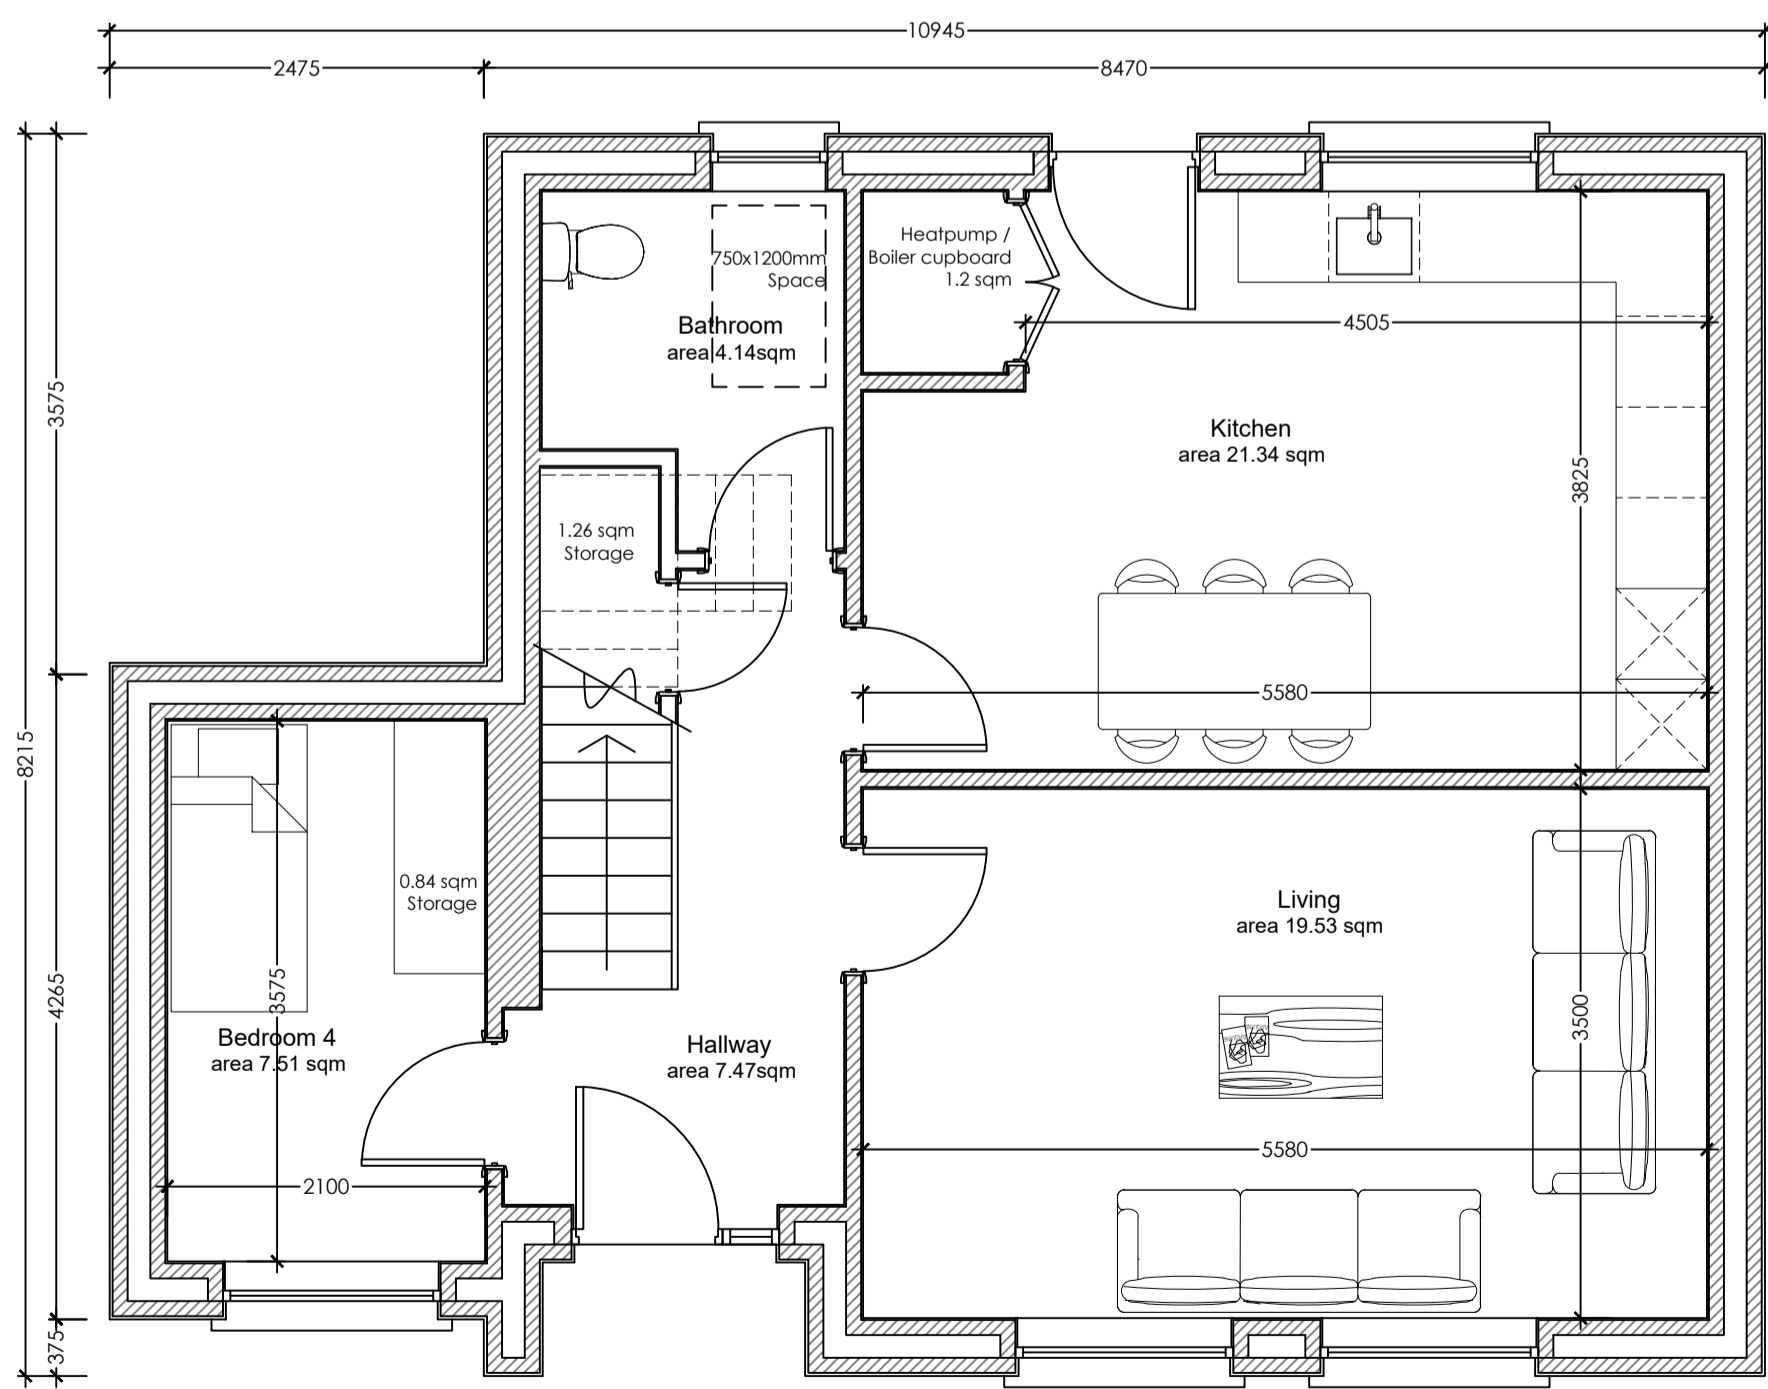 10945
2475
8470
Heatpump /
Boiler cupboard
1.2 sqm
750x1200mm
Space
Bathroom
area 4.14sqm
4505
3575
Kitchen
area 21.34 sqm
3825
1.26 sqm
Storage
5580
8215
0.84 sqm
Storage
Living
area 19.53 sqm
4265
3575
3500
Bedroom 4
area 7.51 sqm
Hallway
area 7.47sqm
5580
2100
375